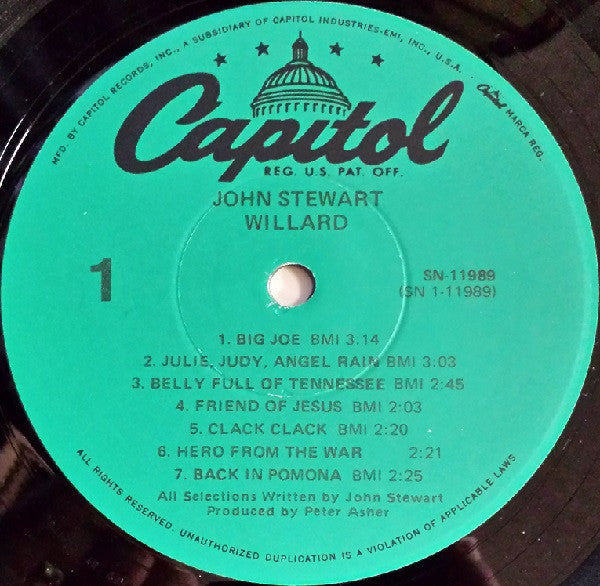 MFD. BY CAPITOL RECORDS, INC., A SUBSIDIARY OF CAPITOL INDUSTRIES-EMI, INC., U.S.A.
Capitol MARCA REG.
Capitol
REG. U.S. PAT. OFF.
JOHN STEWART
WILLARD
1
SN-11989
(SN 1-11989)
1. BIG JOE BMI 3.14
2. JULIE, JUDY, ANGEL RAIN BMI 3:03
3. BELLY FULL OF TENNESSEE BMI 2:45
4. FRIEND OF JESUS BMI 2:03
5. CLACK CLACK BMI 2:20
6. HERO FROM THE WAR 2:21
7. BACK IN POMONA BMI 2:25
All Selections Written by John Stewart
Produced by Peter Asher
ALL RIGHTS RESERVED. UNAUTHORIZED DUPLICATION IS A VIOLATION OF APPLICABLE LAWS